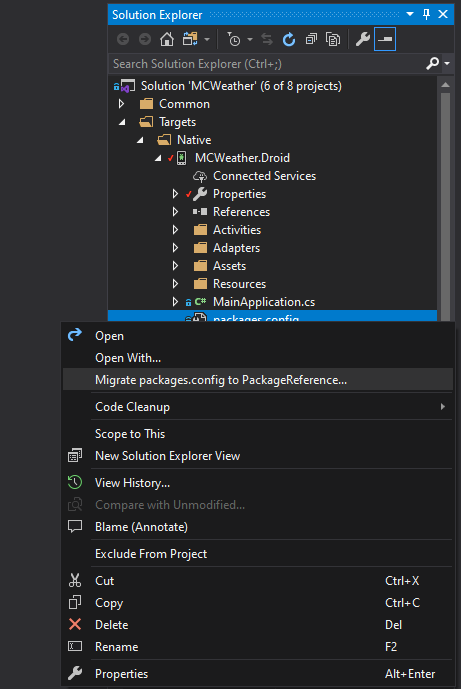 Solution Explorer
Search Solution Explorer (Ctrl+;)
Solution 'MCWeather' (6 of 8 projects)
Common
Targets
Native
MCWeather.Droid
Connected Services
Properties
References
Activities
Adapters
Assets
Resources
C# MainApplication.cs
packages.config
Open
Open With...
Migrate packages.config to PackageReference...
Code Cleanup
Scope to This
New Solution Explorer View
View History...
Compare with Unmodified...
Blame (Annotate)
Exclude From Project
Cut Ctrl+X
Copy Ctrl+C
Delete Del
Rename F2
Properties Alt+Enter